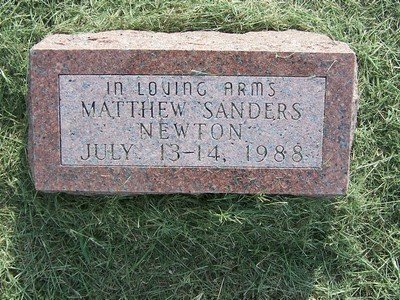 IN LOVING ARMS
MATTHEW SANDERS
NEWTON
JULY 13-14, 1988